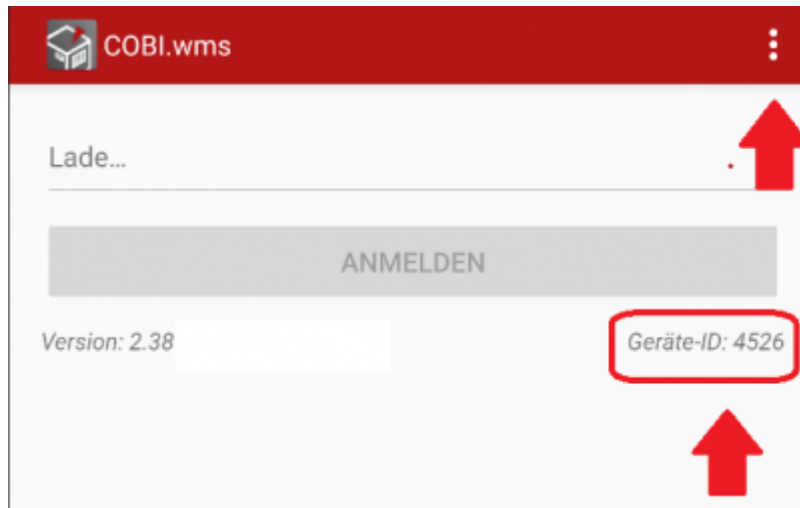 COBI.wms
Lade...
ANMELDEN
Version: 2.38
Geräte-ID: 4526